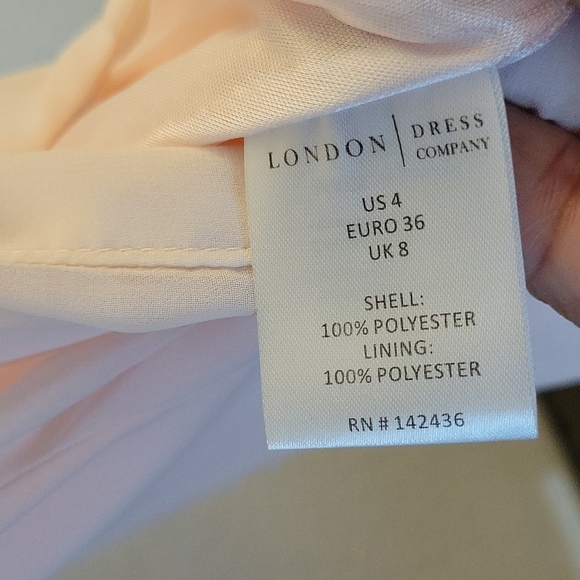 LONDON | DRESS COMPANY
US 4
EURO 36
UK 8
SHELL:
100% POLYESTER
LINING:
100% POLYESTER
RN # 142436